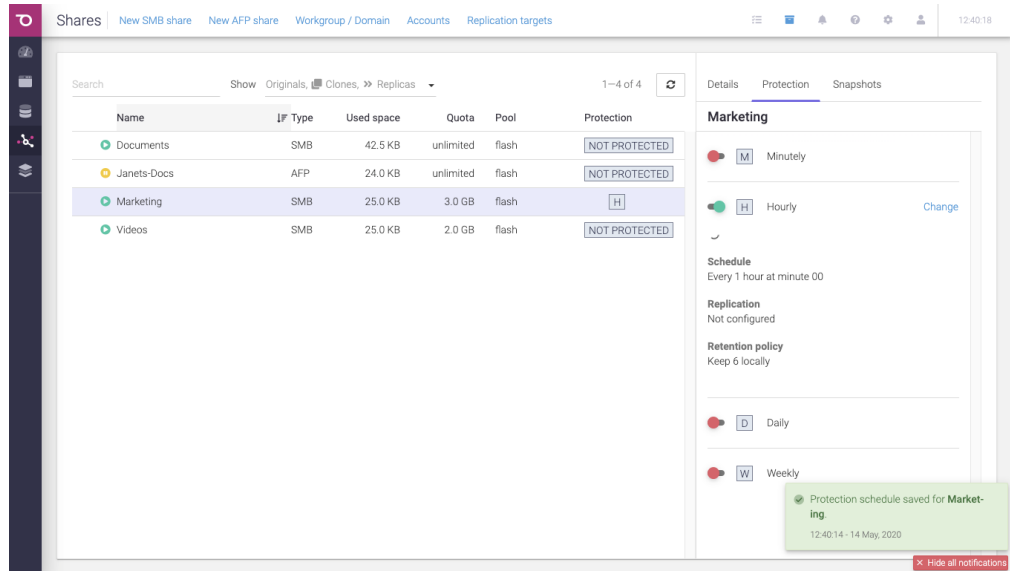 Shares New SMB share New AFP share Workgroup / Domain Accounts Replication targets 12:40:18
Search Show Originals, Clones, Replicas 1—4 of 4
Name Type Used space Quota Pool Protection
Documents SMB 42.5 KB unlimited flash NOT PROTECTED
Janets-Docs AFP 24.0 KB unlimited flash NOT PROTECTED
Marketing SMB 25.0 KB 3.0 GB flash H
Videos SMB 25.0 KB 2.0 GB flash NOT PROTECTED
Details Protection Snapshots
Marketing
M Minutely
H Hourly Change
Schedule
Every 1 hour at minute 00
Replication
Not configured
Retention policy
Keep 6 locally
D Daily
W Weekly
Protection schedule saved for Market-
ing.
12:40:14 - 14 May, 2020
× Hide all notifications